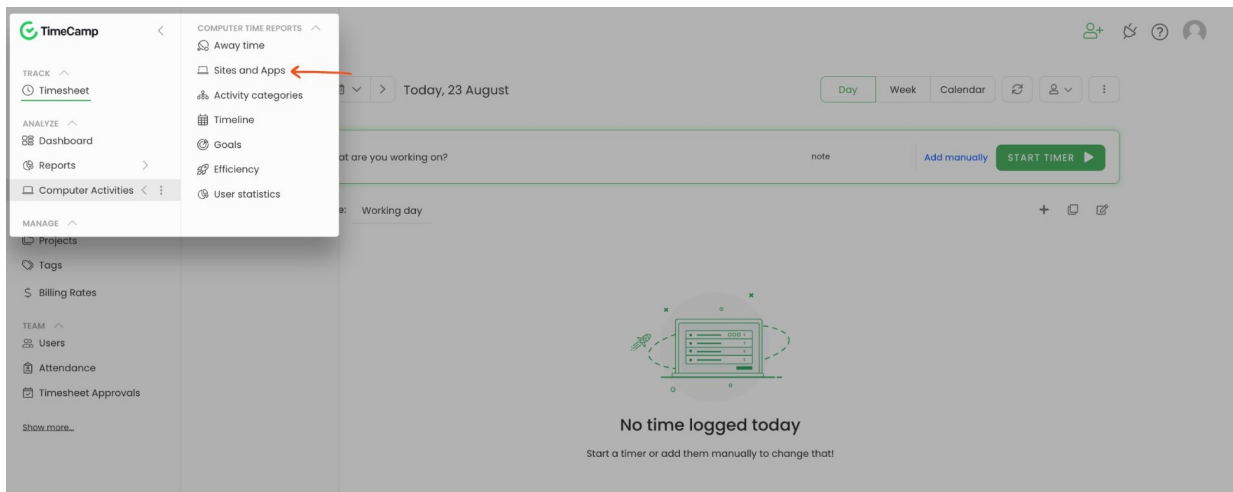 TimeCamp
TRACK
Timesheet
ANALYZE
Dashboard
Reports
Computer Activities
MANAGE
Projects
Tags
$ Billing Rates
TEAM
Users
Attendance
Timesheet Approvals
Show more...
COMPUTER TIME REPORTS
Away time
Sites and Apps
Activity categories
Timeline
Goals
Efficiency
User statistics
Today, 23 August
Day Week Calendar
at are you working on? note Add manually START TIMER
e: Working day
No time logged today
Start a timer or add them manually to change that!